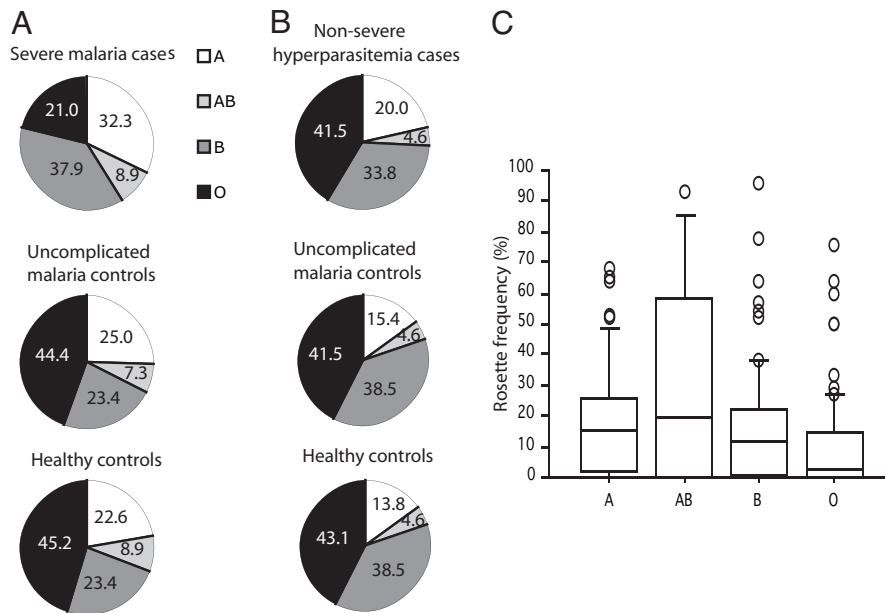 A
Severe malaria cases
A
AB
B
O
32.3
8.9
37.9
21.0
Uncomplicated
malaria controls
25.0
7.3
23.4
44.4
Healthy controls
22.6
8.9
23.4
45.2
B
Non-severe
hyperparasitemia cases
20.0
4.6
33.8
41.5
Uncomplicated
malaria controls
15.4
4.6
38.5
41.5
Healthy controls
13.8
4.6
38.5
43.1
C
Rosette frequency (%)
100
90
80
70
60
50
40
30
20
10
0
A
AB
B
O